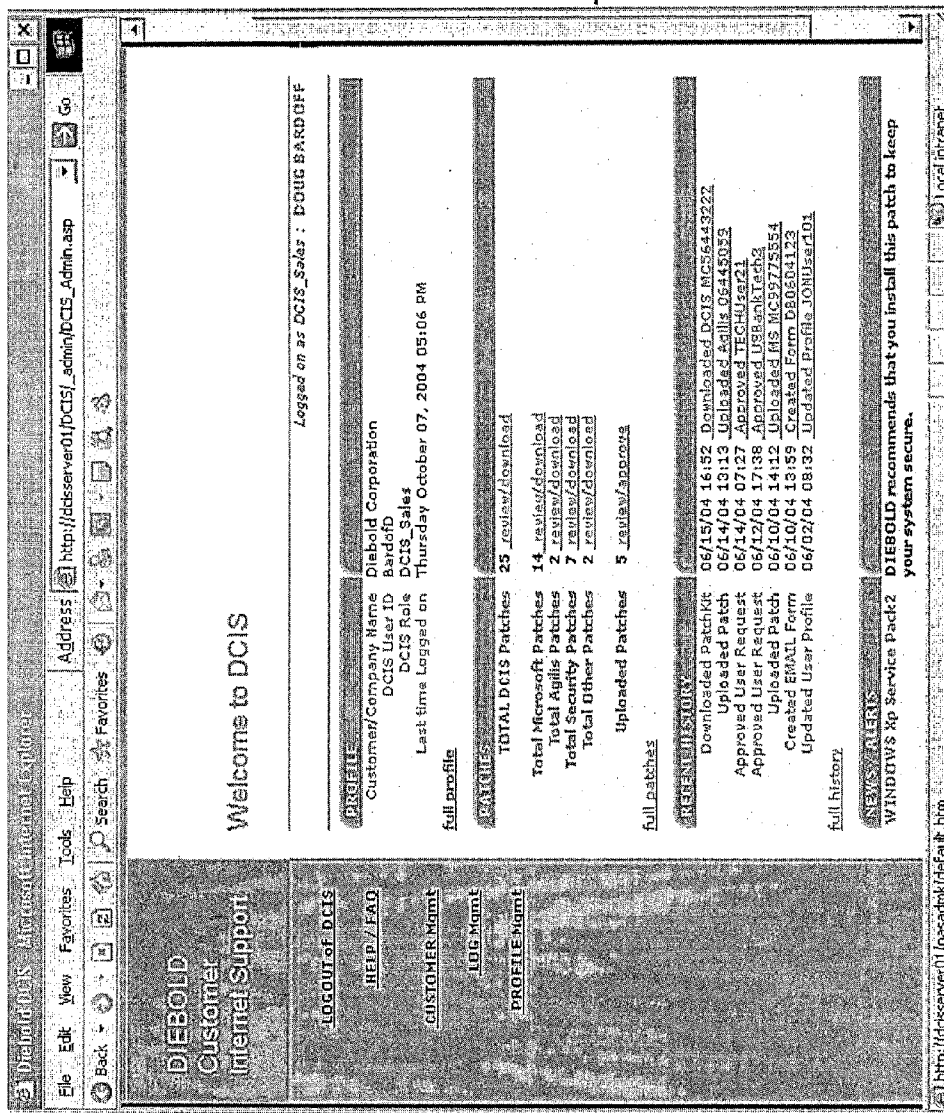 Diebold DCIS - Microsoft Internet Explorer
File Edit View Favorites Tools Help
Address http://dcisserver01/DCIS/_admin/DCIS_Admin.asp Go
Back Search Favorites
DIEBOLD
Customer
Internet Support
LOGOUT of DCIS
HELP / FAQ
CUSTOMER Mgmt
LOG Mgmt
PROFILE Mgmt
Welcome to DCIS
Logged on as DCIS_Sales : DOUG BARDOFF
PROFILE
Customer/Company Name Diebold Corporation
DCIS User ID BardofD
DCIS Role DCIS_Sales
Last time Logged on Thursday October 07, 2004 05:06 PM
full profile
PATCHES
TOTAL DCIS Patches 25 review/download
Total Microsoft Patches 14 review/download
Total Agilis Patches 2 review/download
Total Security Patches 7 review/download
Total Other Patches 2 review/download
Uploaded Patches 5 review/approve
full patches
RECENT HISTORY
Downloaded PatchKit 06/15/04 16:52 Downloaded DCIS MC56443222
Uploaded Patch 06/14/04 13:13 Uploaded Agilis 06445059
Approved User Request 06/14/04 07:27 Approved TECHUser21
Approved User Request 06/12/04 17:38 Approved USBankTech3
Uploaded Patch 06/10/04 14:12 Uploaded MS MC99775554
Created EMAIL Form 06/10/04 13:59 Created Form DB06D4123
Updated User Profile 06/02/04 08:32 Updated Profile JONUser101
full history
NEWS / ALERTS
WINDOWS Xp Service Pack2 DIEBOLD recommends that you install this patch to keep
your system secure.
Local intranet